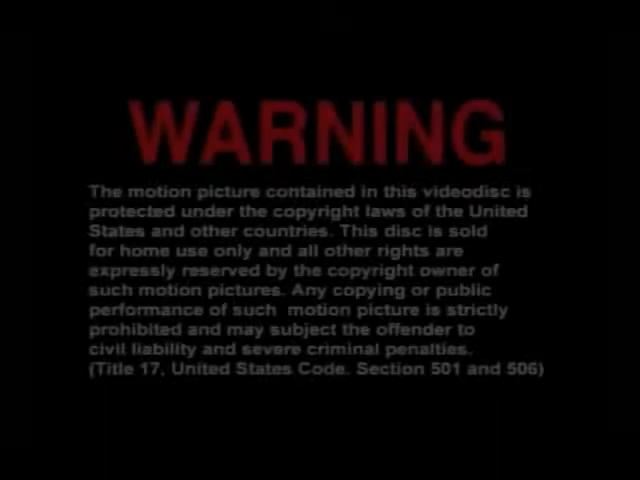 WARNING
The motion picture contained in this videodisc is
protected under the copyright laws of the United
States and other countries. This disc is sold
for home use only and all other rights are
expressly reserved by the copyright owner of
such motion pictures. Any copying or public
performance of such motion picture is strictly
prohibited and may subject the offender to
civil liability and severe criminal penalties.
(Title 17, United States Code. Section 501 and 506)